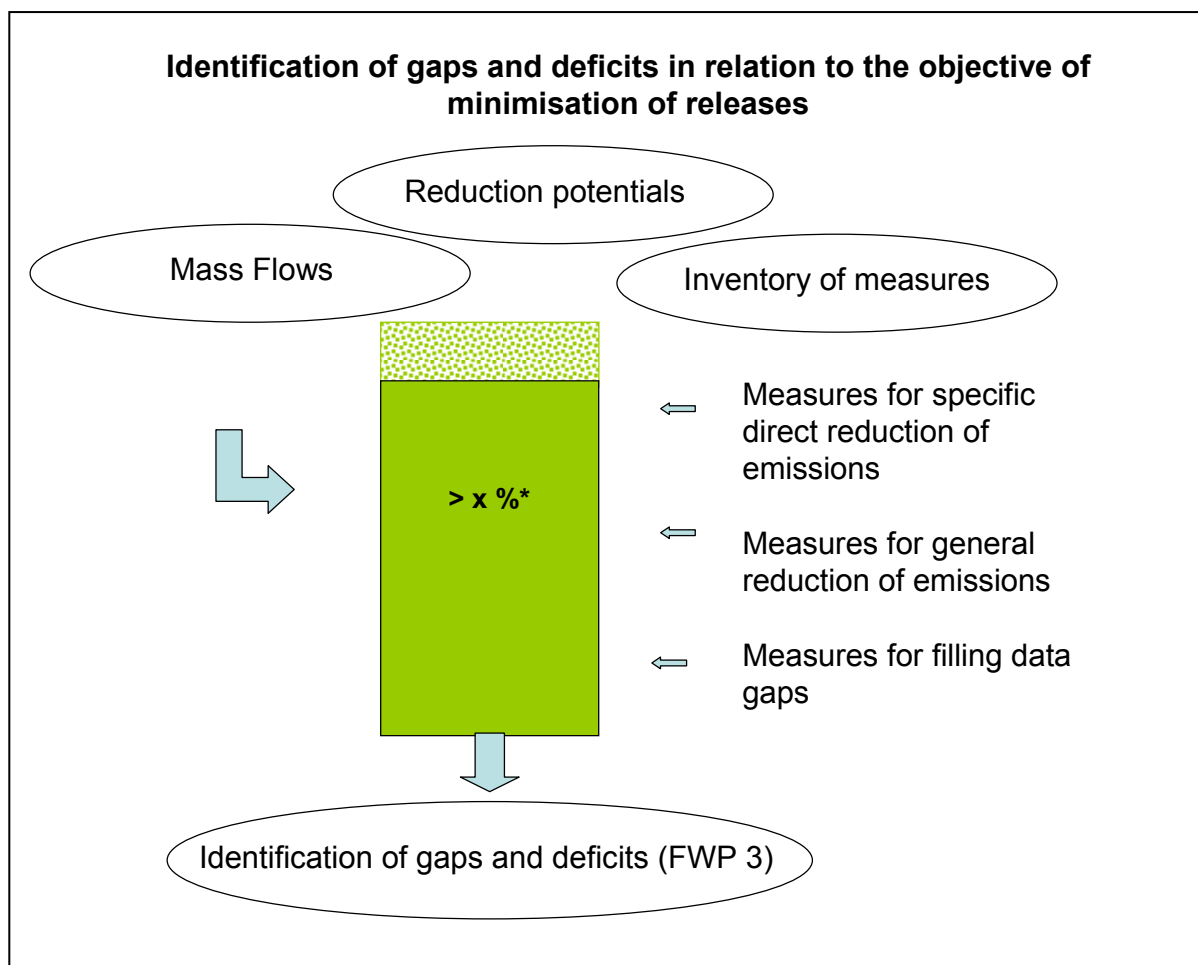 Identification of gaps and deficits in relation to the objective of
minimisation of releases
Reduction potentials
Mass Flows
Inventory of measures
Measures for specific
direct reduction of
emissions
> x %*
Measures for general
reduction of emissions
Measures for filling data
gaps
Identification of gaps and deficits (FWP 3)